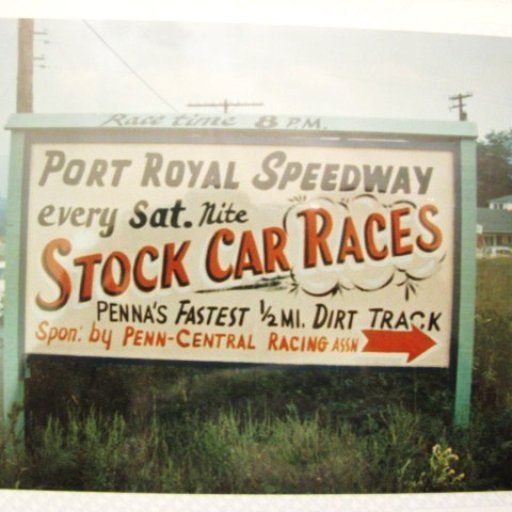 Race time 8 P.M.
PORT ROYAL SPEEDWAY
every Sat. Nite
STOCK CAR RACES
PENNA'S FASTEST 1/2 MI. DIRT TRACK
Spon. by PENN-CENTRAL RACING ASSN